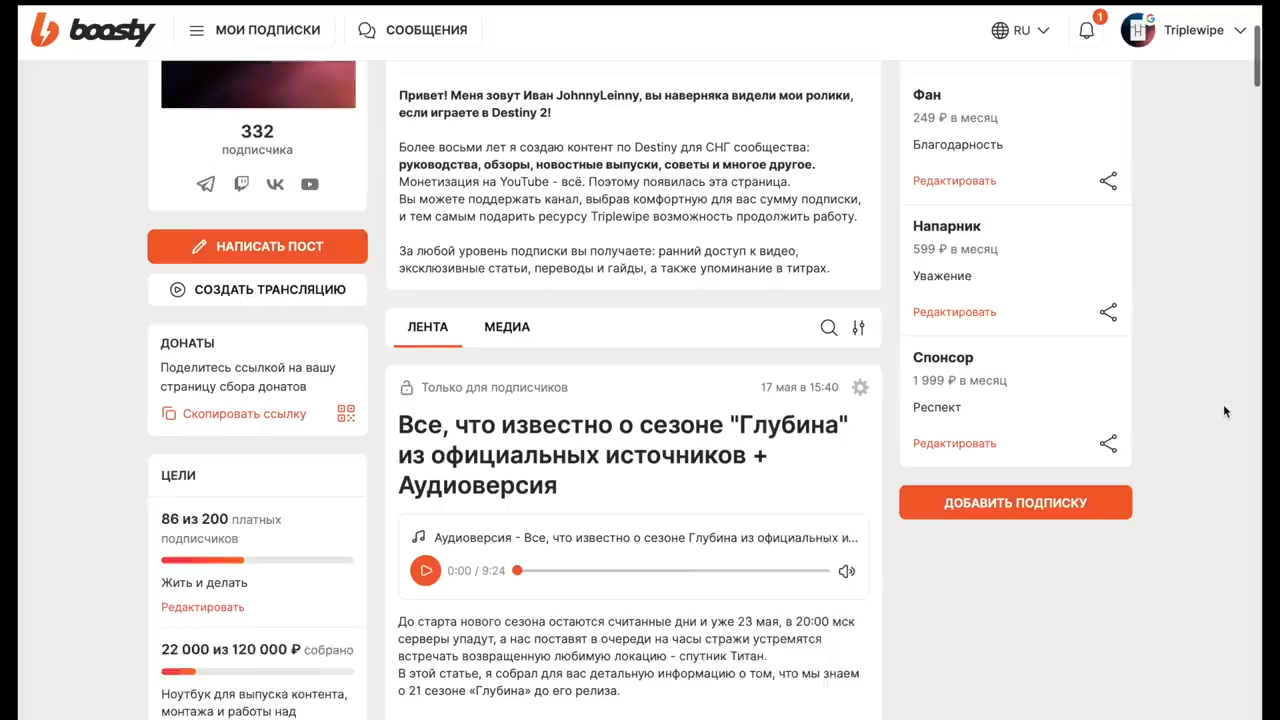 boosty
МОИ ПОДПИСКИ
СООБЩЕНИЯ
RU
1
Triplewipe
332
подписчика
НАПИСАТЬ ПОСТ
СОЗДАТЬ ТРАНСЛЯЦИЮ
ДОНАТЫ
Поделитесь ссылкой на вашу
страницу сбора донатов
Скопировать ссылку
ЦЕЛИ
86 из 200 платных
подписчиков
Жить и делать
Редактировать
22 000 из 120 000 ₽ собрано
Ноутбук для выпуска контента,
монтажа и работы над
Привет! Меня зовут Иван JohnnyLeinny, вы наверняка видели мои ролики,
если играете в Destiny 2!
Более восьми лет я создаю контент по Destiny для СНГ сообщества:
руководства, обзоры, новостные выпуски, советы и многое другое.
Монетизация на YouTube - всё. Поэтому появилась эта страница.
Вы можете поддержать канал, выбрав комфортную для вас сумму подписки,
и тем самым подарить ресурсу Triplewipe возможность продолжить работу.
За любой уровень подписки вы получаете: ранний доступ к видео,
эксклюзивные статьи, переводы и гайды, а также упоминание в титрах.
ЛЕНТА
МЕДИА
Только для подписчиков
17 мая в 15:40
Все, что известно о сезоне "Глубина"
из официальных источников +
Аудиоверсия
Аудиоверсия - Все, что известно о сезоне Глубина из официальных и...
0:00 / 9:24
До старта нового сезона остаются считанные дни и уже 23 мая, в 20:00 мск
серверы упадут, а нас поставят в очереди на часы стражи устремятся
встречать возвращенную любимую локацию - спутник Титан.
В этой статье, я собрал для вас детальную информацию о том, что мы знаем
о 21 сезоне «Глубина» до его релиза.
Фан
249 ₽ в месяц
Благодарность
Редактировать
Напарник
599 ₽ в месяц
Уважение
Редактировать
Спонсор
1 999 ₽ в месяц
Респект
Редактировать
ДОБАВИТЬ ПОДПИСКУ